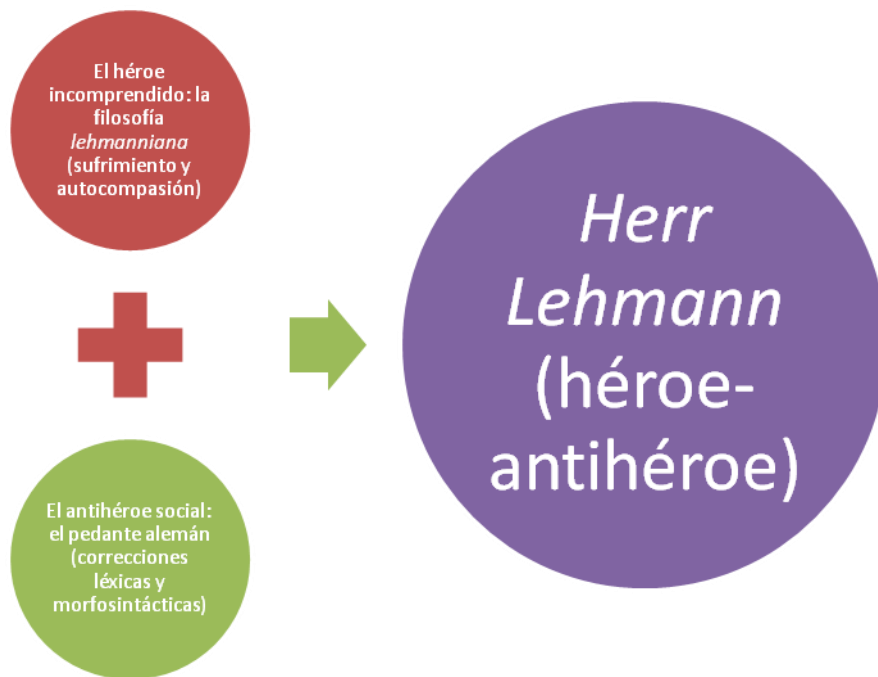 El héroe
incomprendido: la
filosofía
lehmanniana
(sufrimiento y
autocompasión)
El antihéroe social:
el pedante alemán
(correcciones
léxicas y
morfosintácticas)
Herr
Lehmann
(héroe-
antihéroe)